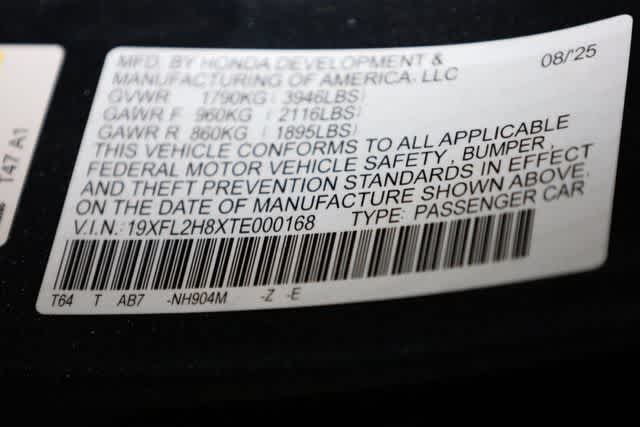 MFD. BY HONDA DEVELOPMENT & 08/'25
MANUFACTURING OF AMERICA, LLC
GVWR 1790KG ( 3946LBS)
GAWR F 960KG ( 2116LBS)
GAWR R 860KG ( 1895LBS)
THIS VEHICLE CONFORMS TO ALL APPLICABLE
FEDERAL MOTOR VEHICLE SAFETY, BUMPER,
AND THEFT PREVENTION STANDARDS IN EFFECT
ON THE DATE OF MANUFACTURE SHOWN ABOVE.
V.I.N.: 19XFL2H8XTE000168 TYPE: PASSENGER CAR
T64 T AB7 -NH904M -Z -E
T47 A1